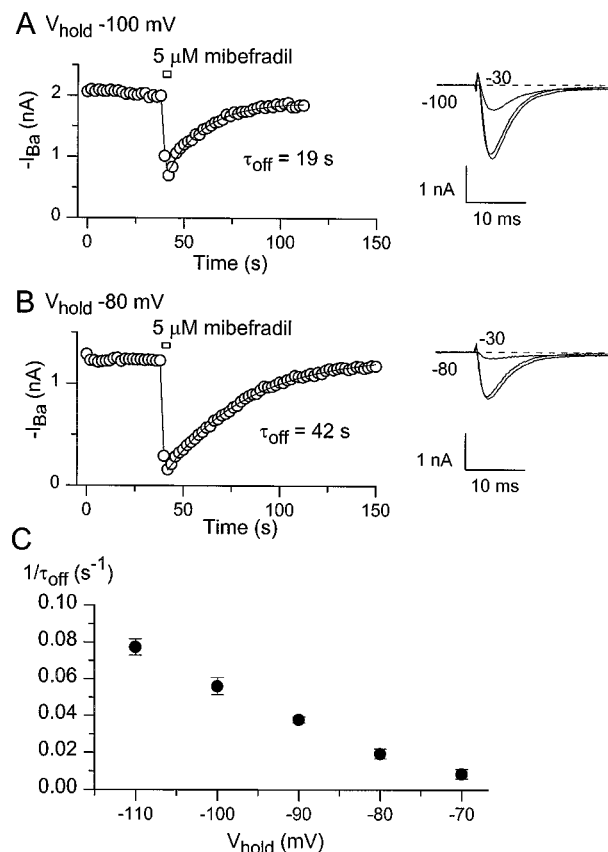 A V_hold -100 mV
5 μM mibefradil
-I_Ba (nA)
2
1
0
τ_off = 19 s
0 50 100 150
Time (s)
-30
-100
1 nA
10 ms
B V_hold -80 mV
5 μM mibefradil
-I_Ba (nA)
1
0
τ_off = 42 s
0 50 100 150
Time (s)
-30
-80
1 nA
10 ms
C
1/τ_off (s⁻¹)
0.10
0.08
0.06
0.04
0.02
0.00
-110 -100 -90 -80 -70
V_hold (mV)